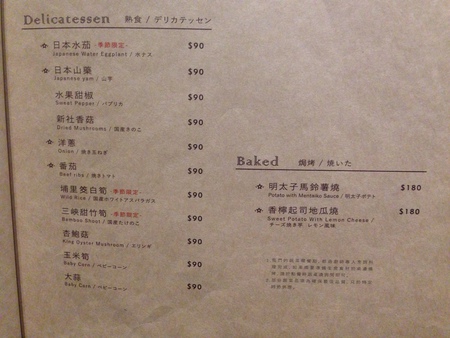 Delicatessen 熟食 / デリカテッセン
日本水茄 -季節限定- $90
Japanese Water Eggplant / 水ナス
日本山藥 $90
Japanese yam / 山芋
水果甜椒 $90
Sweet Pepper / パプリカ
新社香菇 $90
Dried Mushrooms / 国産きのこ
洋蔥 $90
Onion / 焼き玉ねぎ
番茄 $90
Beef ribs / 焼きトマト
埔里筊白筍 -季節限定- $90
Wild Rice / 国産ホワイトアスパラガス
三峽甜竹筍 -季節限定- $90
Bamboo Shoot / 国産たけのこ
杏鮑菇 $90
King Oyster Mushroom / エリンギ
玉米筍 $90
Baby Corn / ベビーコーン
大蒜 $90
Baby Corn / ベビーコーン
Baked 焗烤 / 焼いた
明太子馬鈴薯燒 $180
Potato with Mentaiko Sauce / 明太子ポテト
香檸起司地瓜燒 $180
Sweet Potato With Lemon Cheese /
チーズ焼き芋 レモン風味